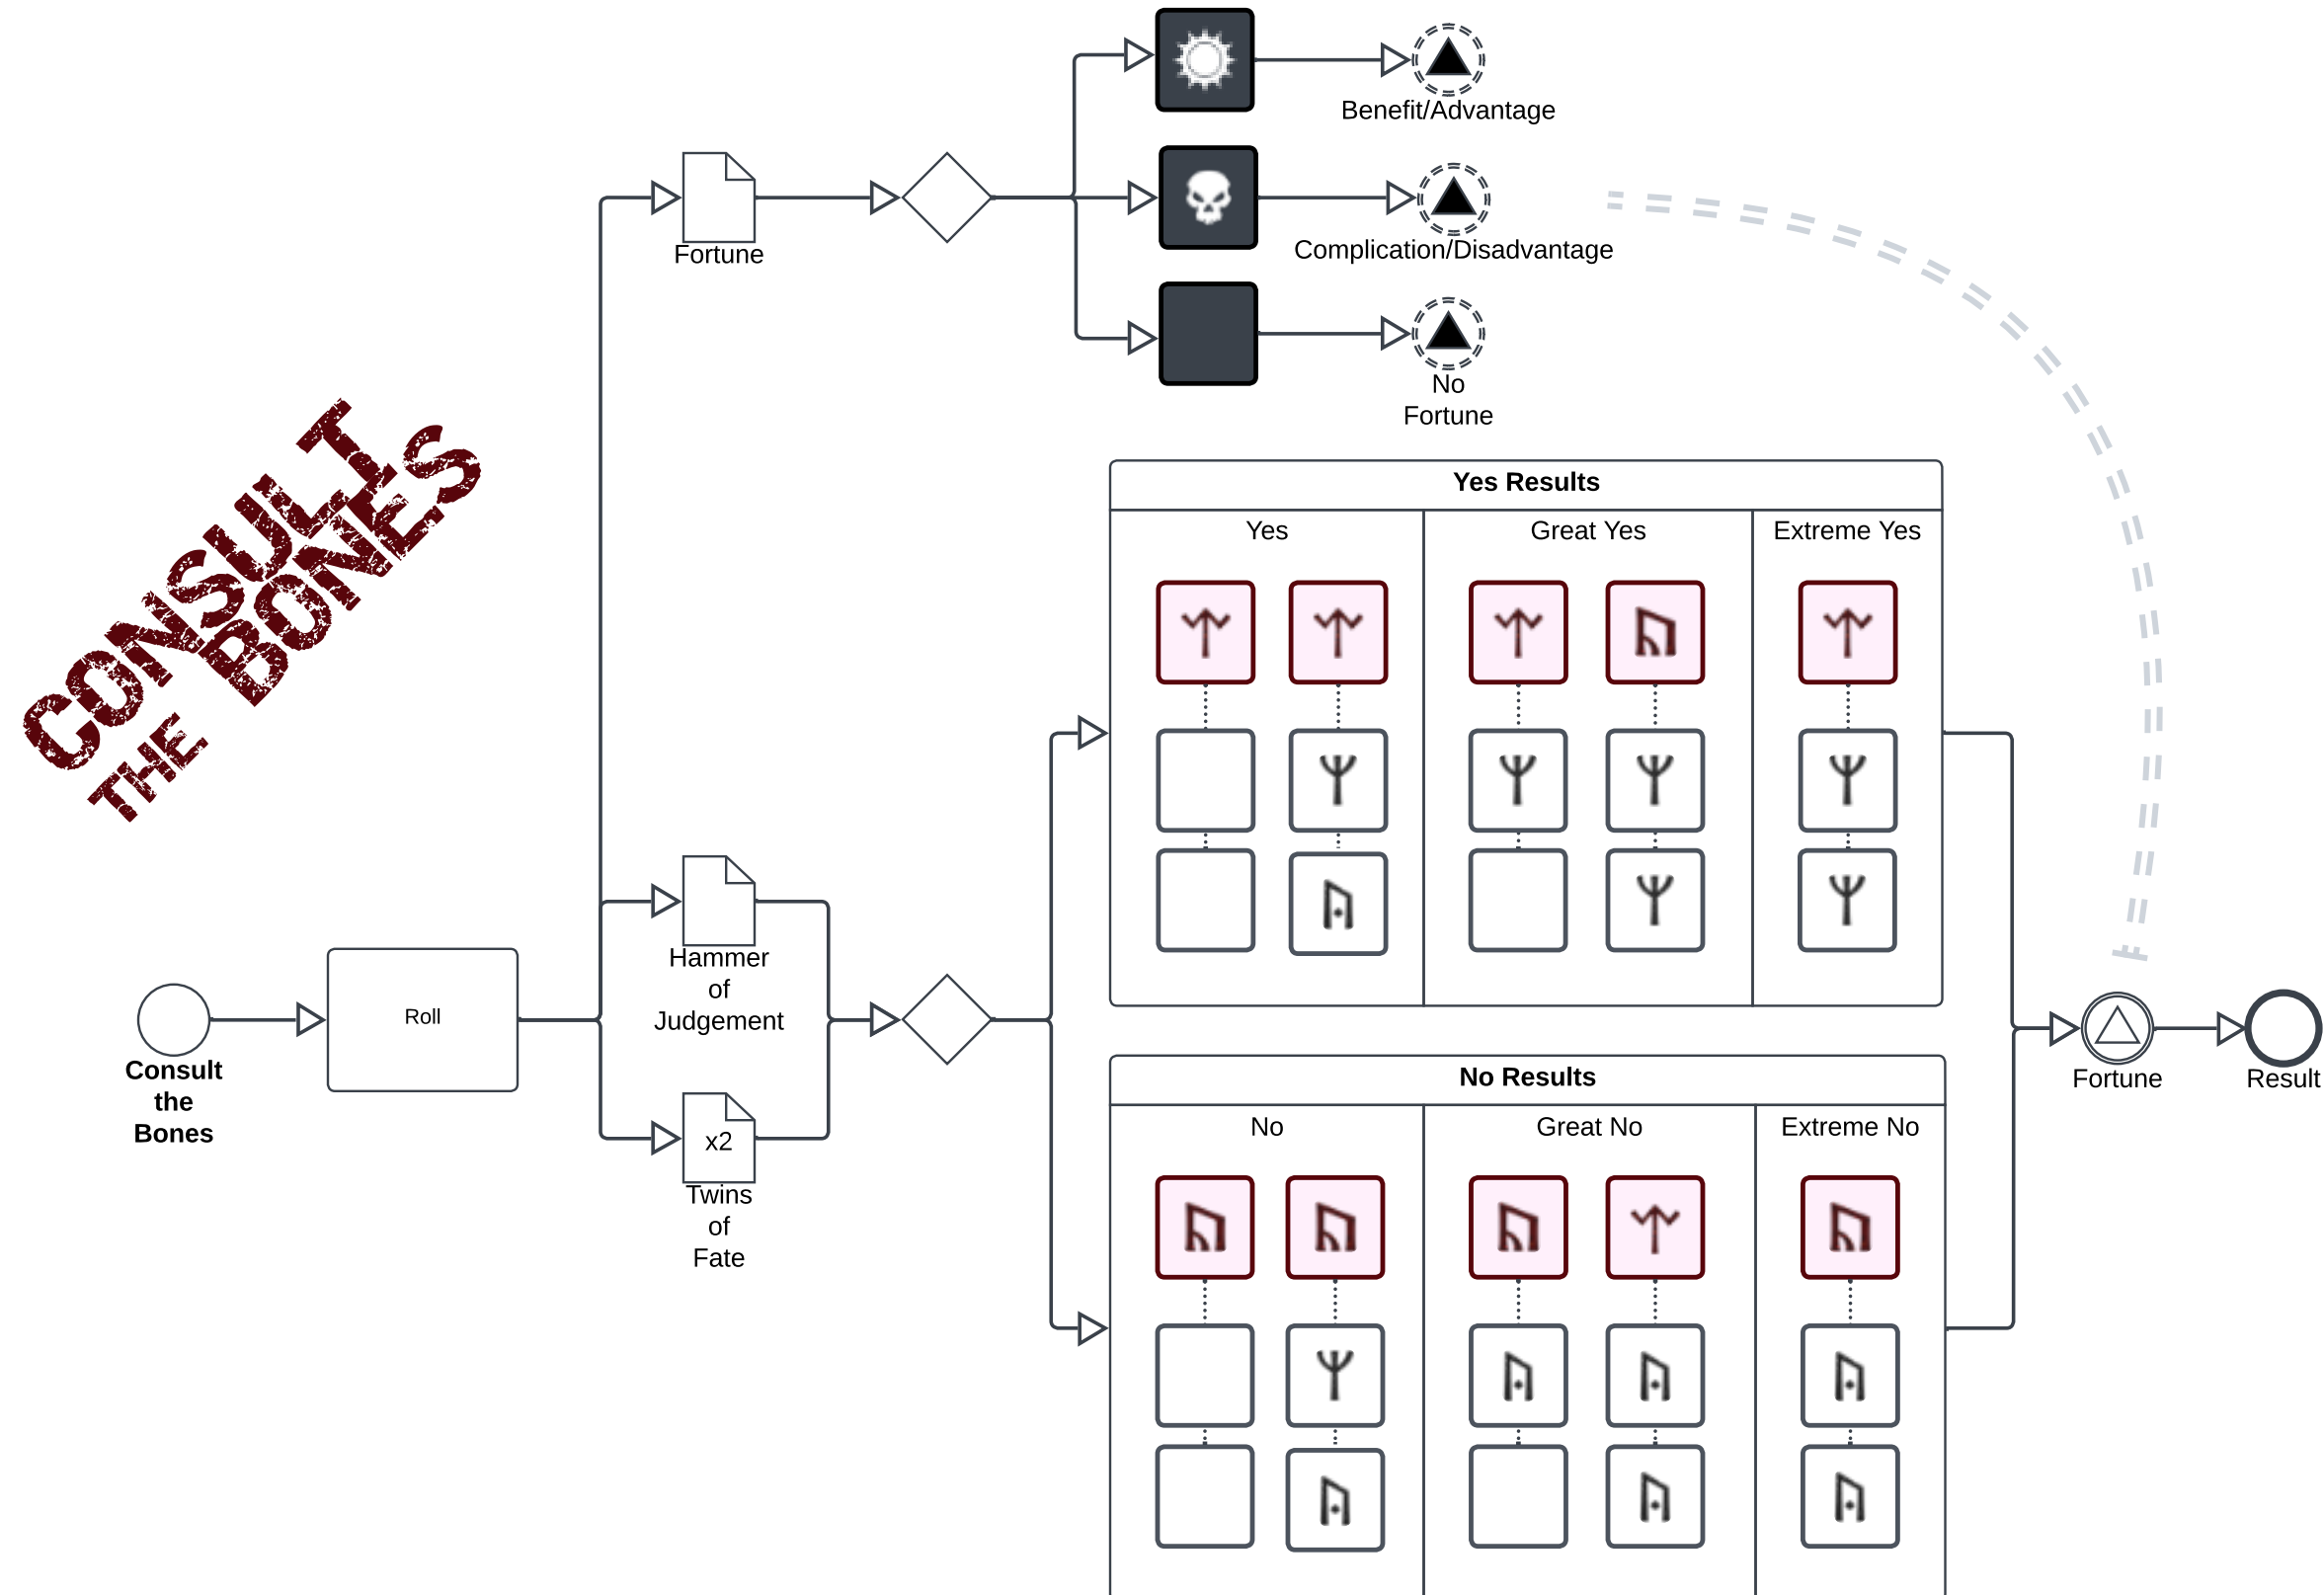 Benefit/Advantage
Complication/Disadvantage
Fortune
No
Fortune
CONSULT
THE BONES
Yes Results
Yes
Great Yes
Extreme Yes
Hammer
of
Judgement
Roll
Consult
the
Bones
x2
Twins
of
Fate
No Results
No
Great No
Extreme No
Fortune
Result